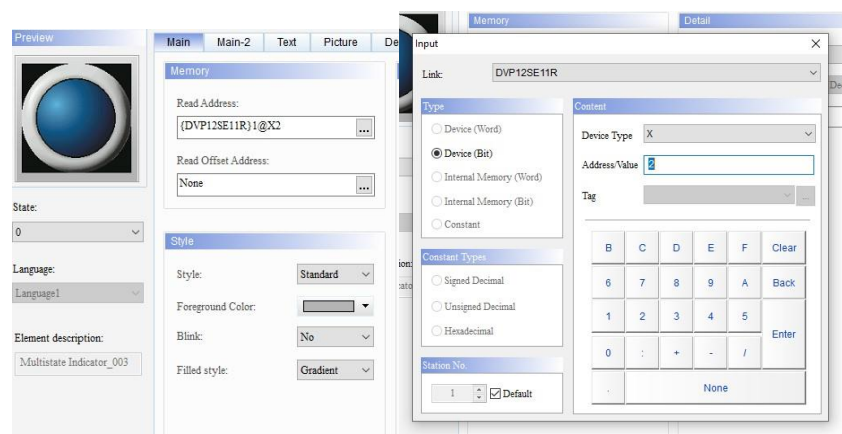 Preview
State:
0
Language:
Language1
Element description:
Multistate Indicator_003
Main Main-2 Text Picture De
Memory
Read Address:
{DVP12SE11R}1@X2
...
Read Offset Address:
None
...
Style
Style: Standard
Foreground Color:
Blink: No
Filled style: Gradient
Memory Detail
Input
Link: DVP12SE11R
Type
Device (Word)
Device (Bit)
Internal Memory (Word)
Internal Memory (Bit)
Constant
Constant Types
Signed Decimal
Unsigned Decimal
Hexadecimal
Station No.
1 Default
Content
Device Type X
Address/Value 2
Tag ...
B C D E F Clear
6 7 8 9 A Back
1 2 3 4 5
Enter
0 : + - /
. None